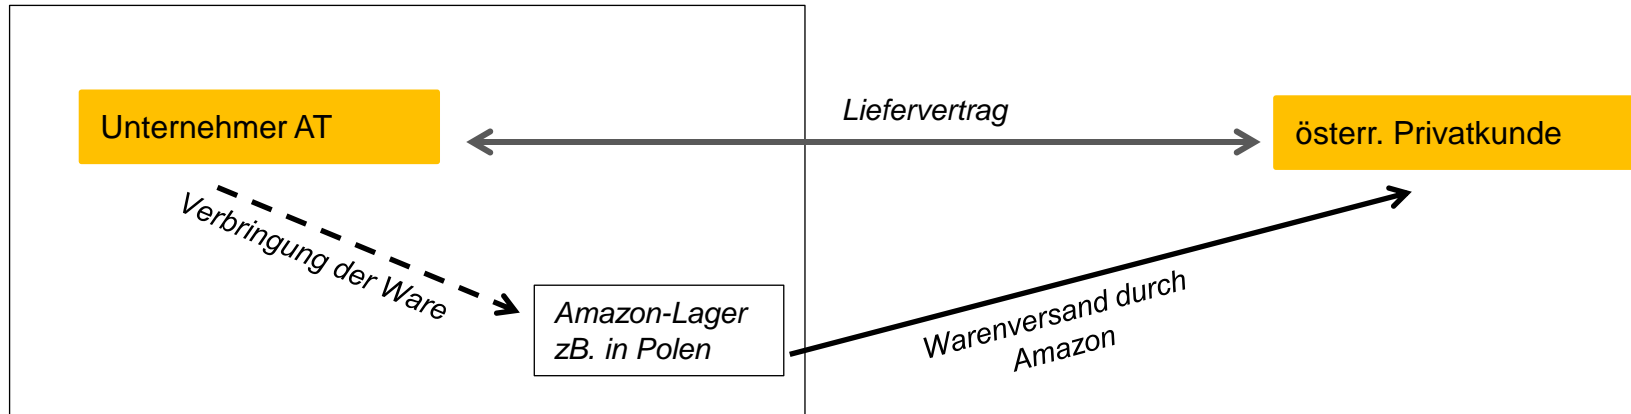 Unternehmer AT
Liefervertrag
österr. Privatkunde
Verbringung der Ware
Amazon-Lager
zB. in Polen
Warenversand durch
Amazon